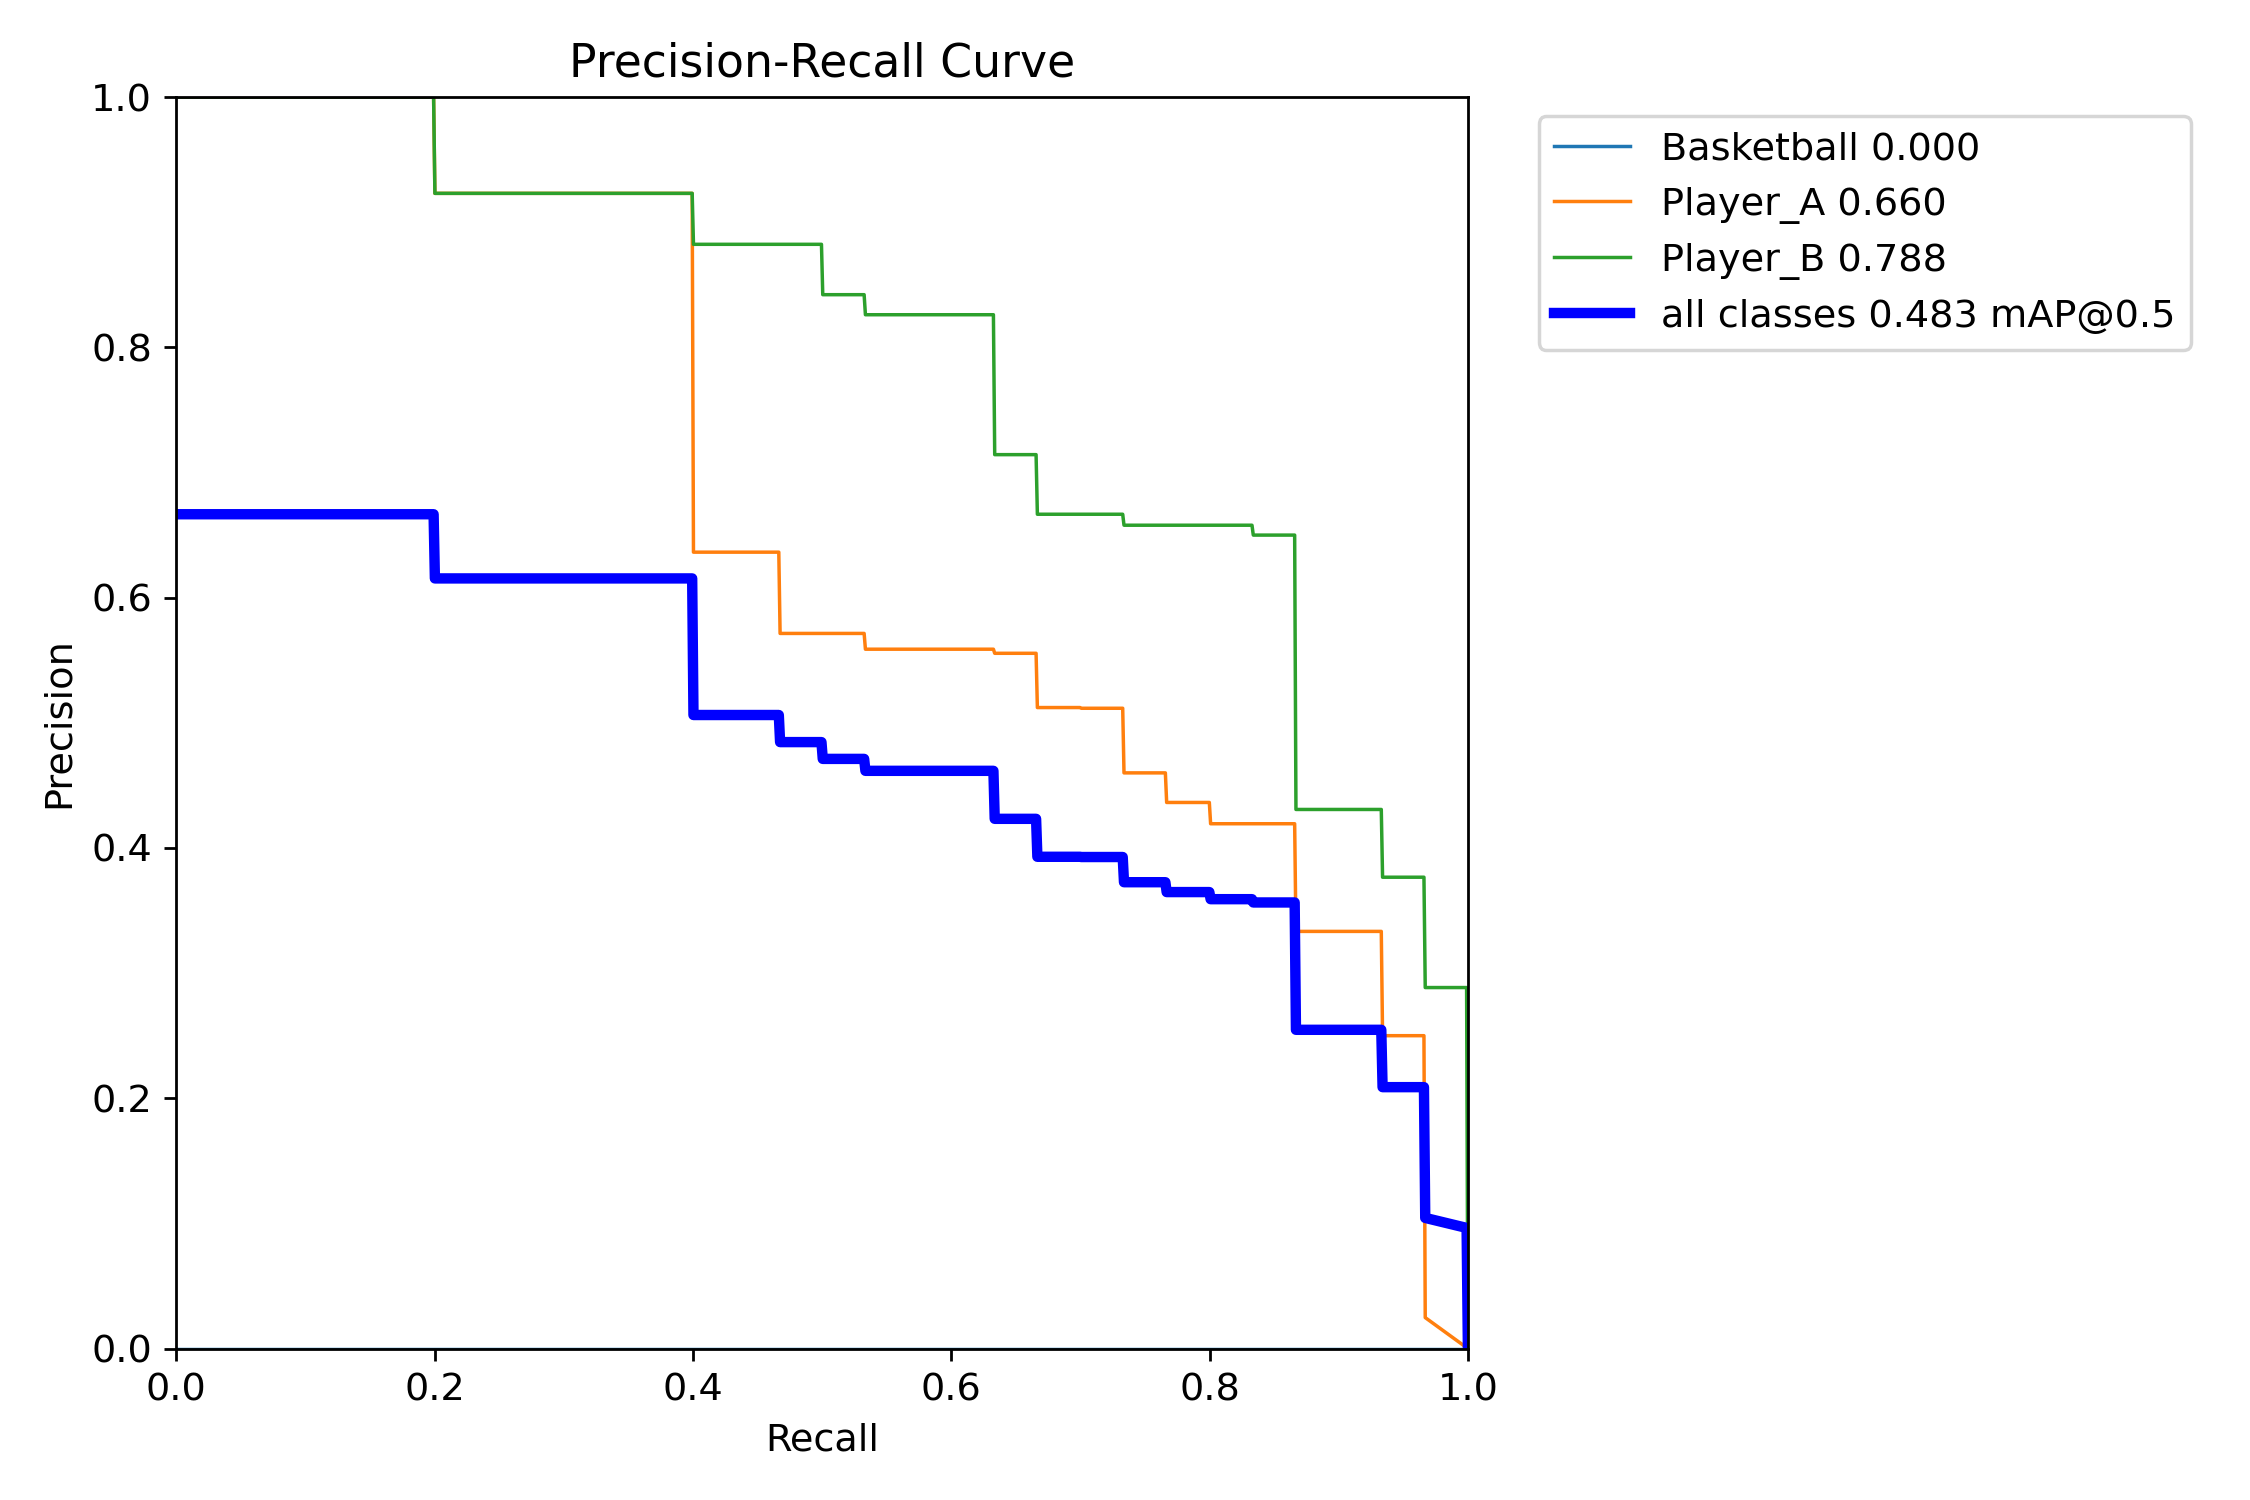 Precision-Recall Curve
1.0
0.8
0.6
0.4
0.2
0.0
Precision
0.0 0.2 0.4 0.6 0.8 1.0
Recall
Basketball 0.000
Player_A 0.660
Player_B 0.788
all classes 0.483 mAP@0.5